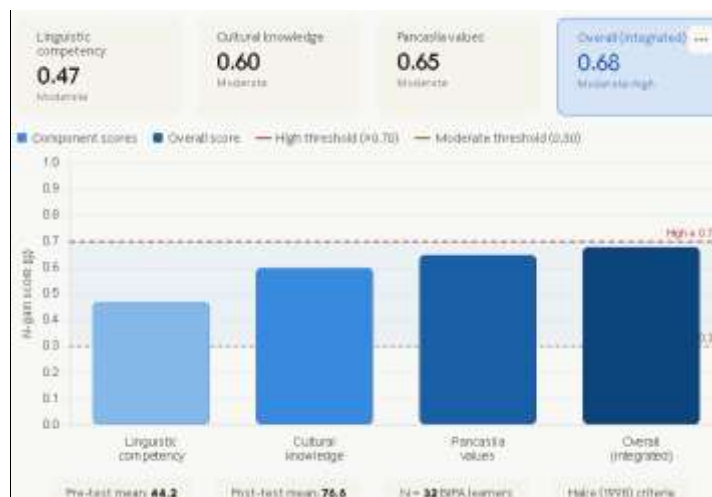 Linguistic competency
0.47
Moderate
Cultural knowledge
0.60
Moderate
Pancasila values
0.65
Moderate
Overall (integrated)
0.68
Moderate-high
Component scores Overall score High threshold (>0.70) Moderate threshold (0.30)
1.0
0.9
0.8
0.7
0.6
0.5
0.4
0.3
0.2
0.1
0.0
N-gain score (g)
High ≥ 0.7
Linguistic competency
Cultural knowledge
Pancasila values
Overall (integrated)
Pre-test mean: 44.2 Post-test mean: 76.6 N = 32 BIPA learners Hake (1998) criteria